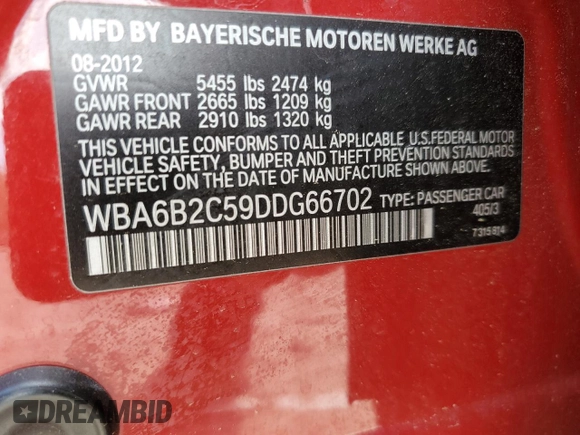 MFD BY BAYERISCHE MOTOREN WERKE AG
08-2012
GVWR 5455 lbs 2474 kg
GAWR FRONT 2665 lbs 1209 kg
GAWR REAR 2910 lbs 1320 kg
THIS VEHICLE CONFORMS TO ALL APPLICABLE U.S.FEDERAL MOTOR
VEHICLE SAFETY, BUMPER AND THEFT PREVENTION STANDARDS
IN EFFECT ON THE DATE OF MANUFACTURE SHOWN ABOVE.
WBA6B2C59DDG66702 TYPE: PASSENGER CAR
405/3
7315814
DREAMBID